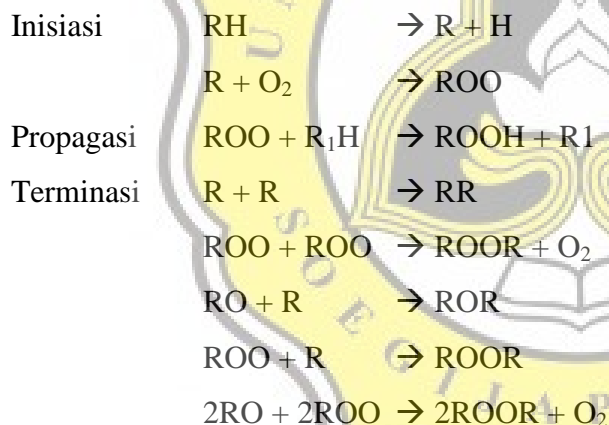 Inisiasi RH → R + H
R + O₂ → ROO
Propagasi ROO + R₁H → ROOH + R1
Terminasi R + R → RR
ROO + ROO → ROOR + O₂
RO + R → ROR
ROO + R → ROOR
2RO + 2ROO → 2ROOR + O₂